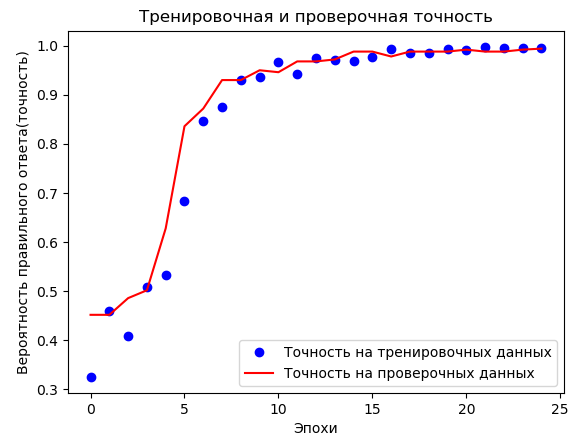 Тренировочная и проверочная точность
Вероятность правильного ответа(точность)
1.0
0.9
0.8
0.7
0.6
0.5
0.4
0.3
Точность на тренировочных данных
Точность на проверочных данных
0
5
10
15
20
25
Эпохи